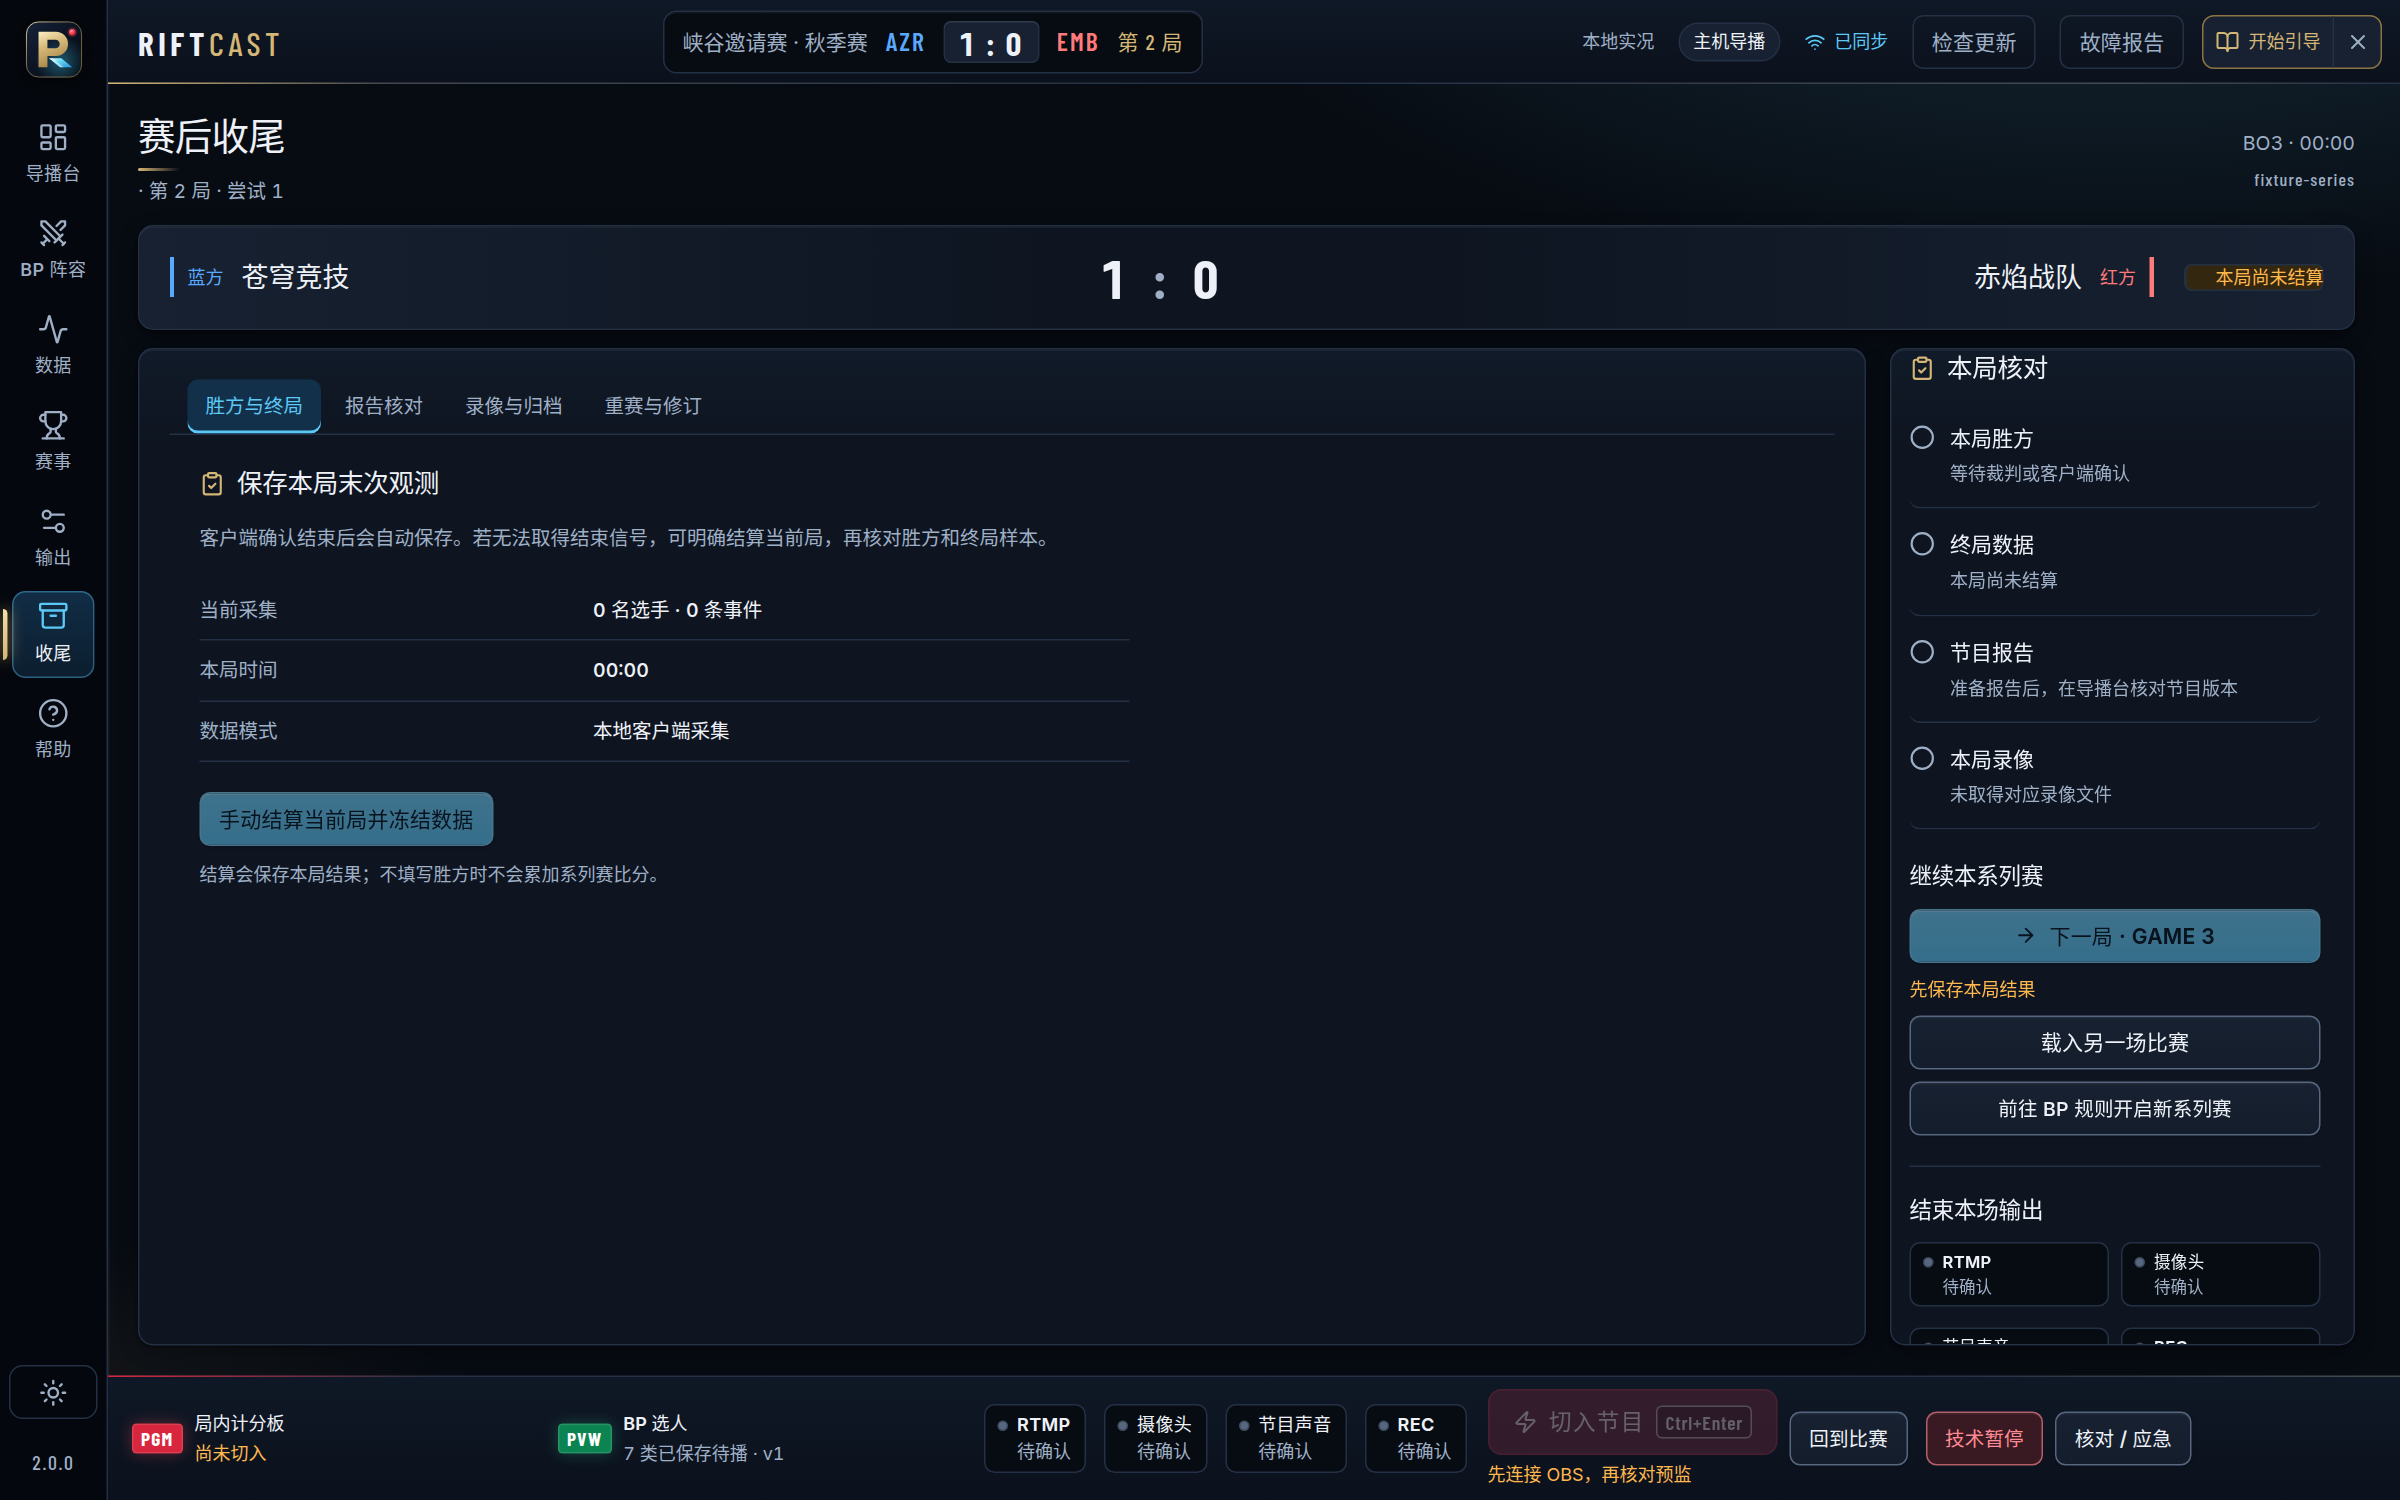 RIFTCAST
峡谷邀请赛 · 秋季赛 AZR 1 : 0 EMB 第 2 局
本地实况
主机导播
已同步
检查更新
故障报告
开始引导
导播台
BP 阵容
数据
赛事
输出
收尾
帮助
2.0.0
赛后收尾
· 第 2 局 · 尝试 1
BO3 · 00:00
fixture-series
蓝方 苍穹竞技 1 : 0 赤焰战队 红方 本局尚未结算
胜方与终局 报告核对 录像与归档 重赛与修订
保存本局末次观测
客户端确认结束后会自动保存。若无法取得结束信号，可明确结算当前局，再核对胜方和终局样本。
当前采集 0 名选手 · 0 条事件
本局时间 00:00
数据模式 本地客户端采集
手动结算当前局并冻结数据
结算会保存本局结果；不填写胜方时不会累加系列赛比分。
本局核对
本局胜方
等待裁判或客户端确认
终局数据
本局尚未结算
节目报告
准备报告后，在导播台核对节目版本
本局录像
未取得对应录像文件
继续本系列赛
下一局 · GAME 3
先保存本局结果
载入另一场比赛
前往 BP 规则开启新系列赛
结束本场输出
RTMP
待确认
摄像头
待确认
节目声音
REC
PGM
局内计分板
尚未切入
PVW
BP 选人
7 类已保存待播 · v1
RTMP
待确认
摄像头
待确认
节目声音
待确认
REC
待确认
切入节目 Ctrl+Enter
先连接 OBS，再核对预监
回到比赛
技术暂停
核对 / 应急